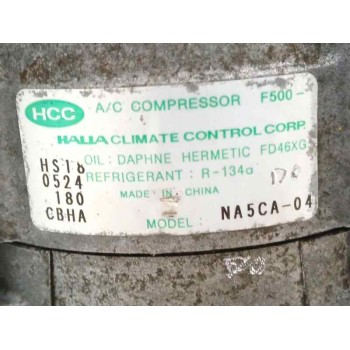 HCC A/C COMPRESSOR F500-
HALLA CLIMATE CONTROL CORP.
HS18 OIL: DAPHNE HERMETIC FD46XG
0524 REFRIGERANT: R-134a
180 MADE IN CHINA
CBHA MODEL: NA5CA-04